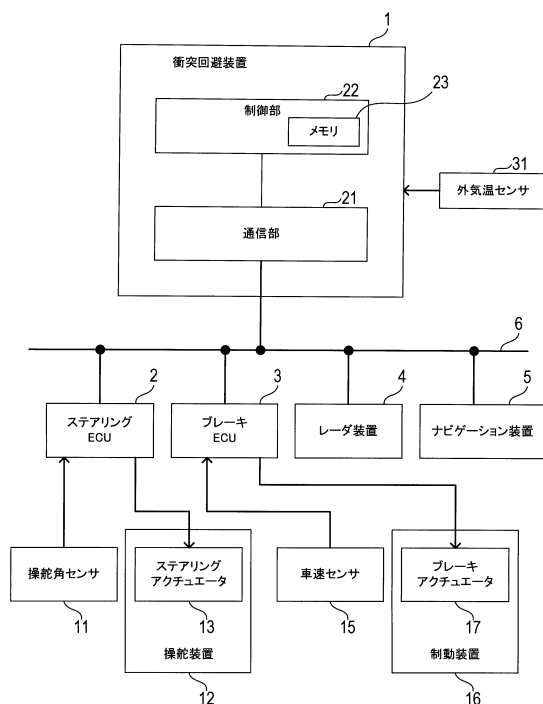 1
衝突回避装置
22
23
制御部
メモリ
31
外気温センサ
21
通信部
6
2
3
4
5
ステアリング
ECU
ブレーキ
ECU
レーダ装置
ナビゲーション装置
操舵角センサ
ステアリング
アクチュエータ
車速センサ
ブレーキ
アクチュエータ
11
13
15
17
操舵装置
制動装置
12
16